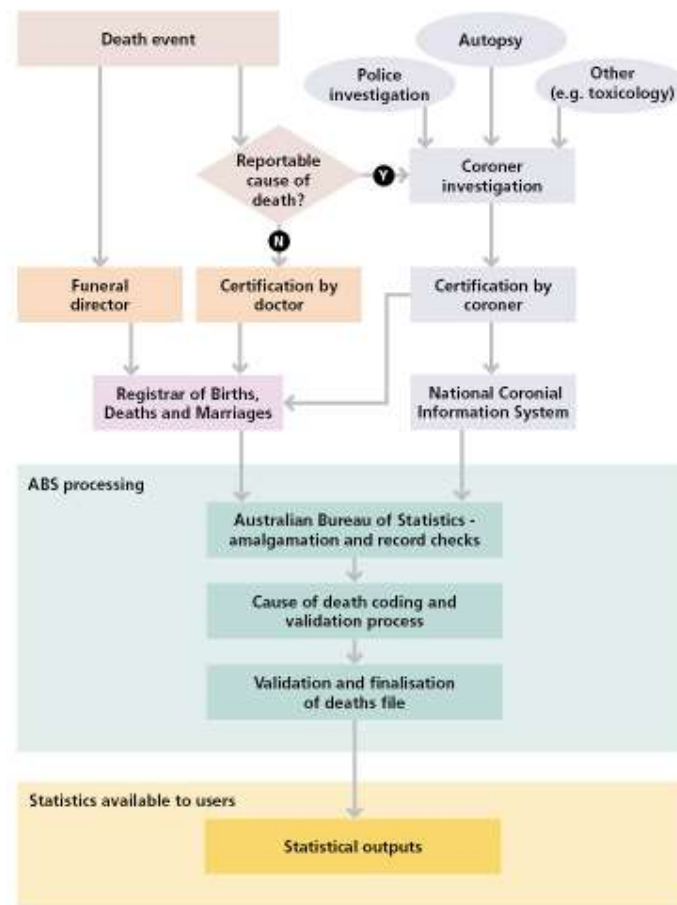 Death event
Autopsy
Police
investigation
Other
(e.g. toxicology)
Reportable
cause of
death?
Y
Coroner
investigation
N
Funeral
director
Certification by
doctor
Certification by
coroner
Registrar of Births,
Deaths and Marriages
National Coronial
Information System
ABS processing
Australian Bureau of Statistics -
amalgamation and record checks
Cause of death coding and
validation process
Validation and finalisation
of deaths file
Statistics available to users
Statistical outputs